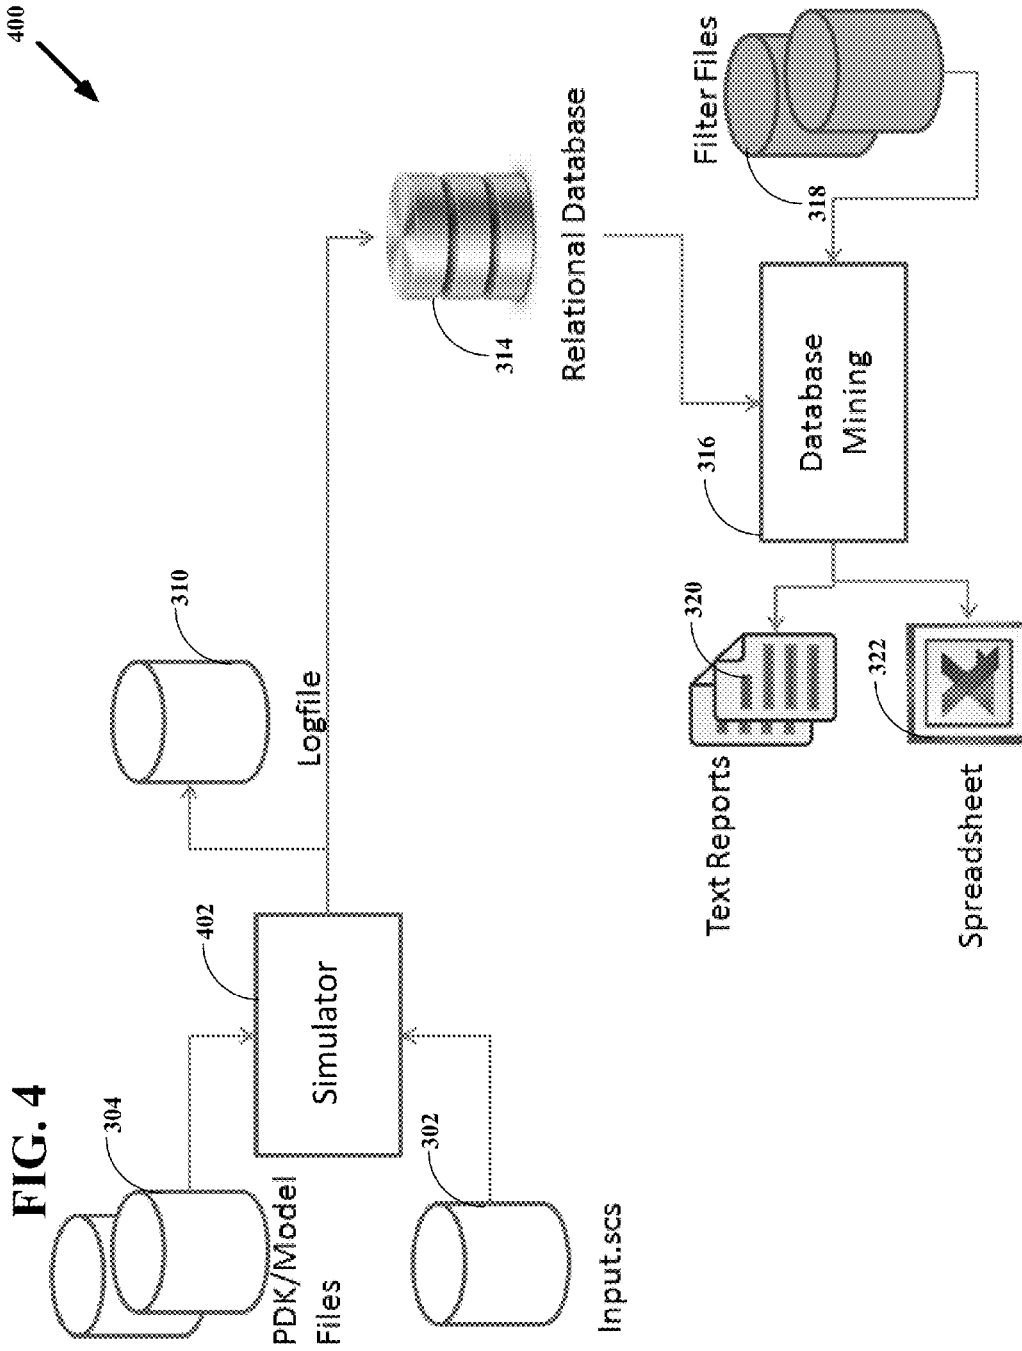 FIG. 4
400
304
PDK/Model
Files
302
Input.scs
402
Simulator
310
Logfile
314
Relational Database
316
Database
Mining
318
Filter Files
320
Text Reports
322
Spreadsheet